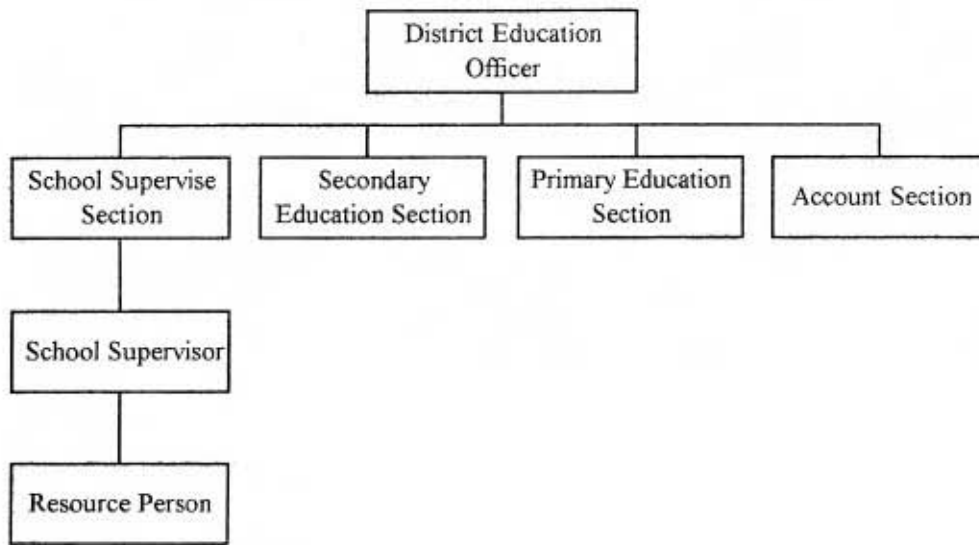 District Education
Officer
School Supervise
Section
Secondary
Education Section
Primary Education
Section
Account Section
School Supervisor
Resource Person